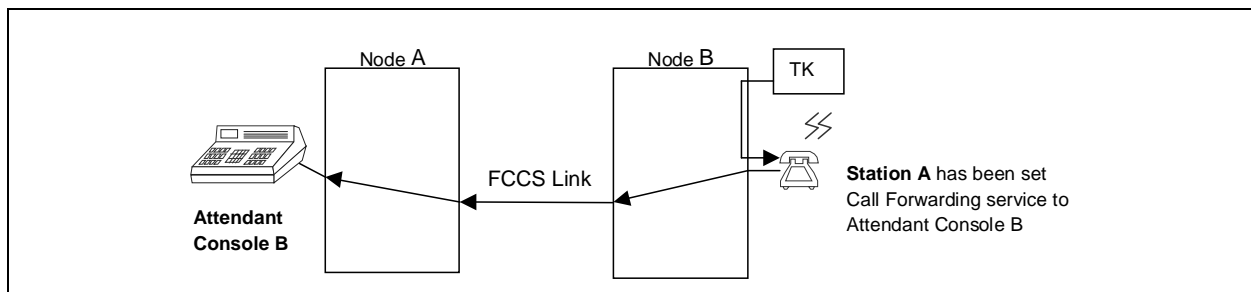 Node A
Node B
TK
FCCS Link
Attendant
Console B
Station A has been set
Call Forwarding service to
Attendant Console B